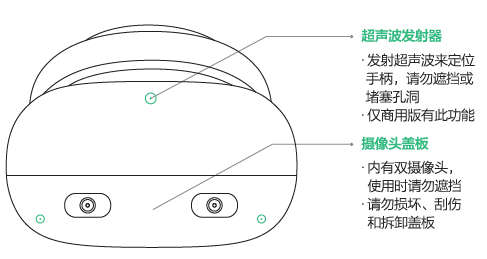 超声波发射器
· 发射超声波来定位
手柄，请勿遮挡或
堵塞孔洞
· 仅商用版有此功能
摄像头盖板
· 内有双摄像头，
使用时请勿遮挡
· 请勿损坏、刮伤
和拆卸盖板